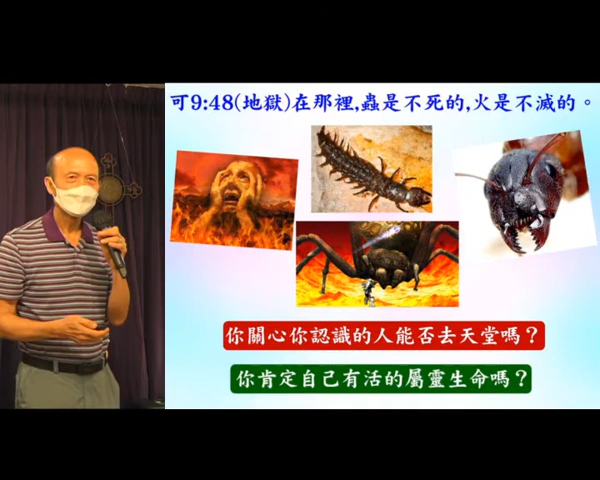 可9:48(地獄)在那裡,蟲是不死的,火是不滅的。
你關心你認識的人能否去天堂嗎？
你肯定自己有活的屬靈生命嗎？